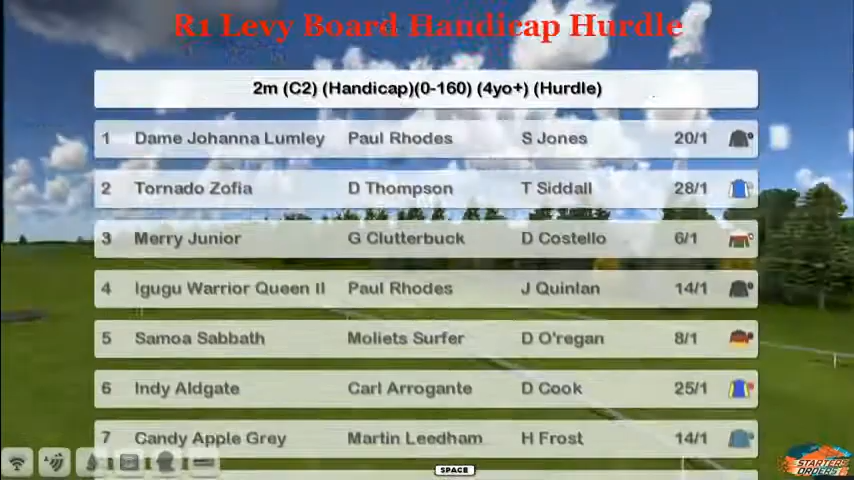 R1 Levy Board Handicap Hurdle
2m (C2) (Handicap)(0-160) (4yo+) (Hurdle)
1 Dame Johanna Lumley Paul Rhodes S Jones 20/1
2 Tornado Zofia D Thompson T Siddall 28/1
3 Merry Junior G Clutterbuck D Costello 6/1
4 Igugu Warrior Queen II Paul Rhodes J Quinlan 14/1
5 Samoa Sabbath Moliets Surfer D O'regan 8/1
6 Indy Aldgate Carl Arrogante D Cook 25/1
7 Candy Apple Grey Martin Leedham H Frost 14/1
SPACE
STARTERS
ORDERS